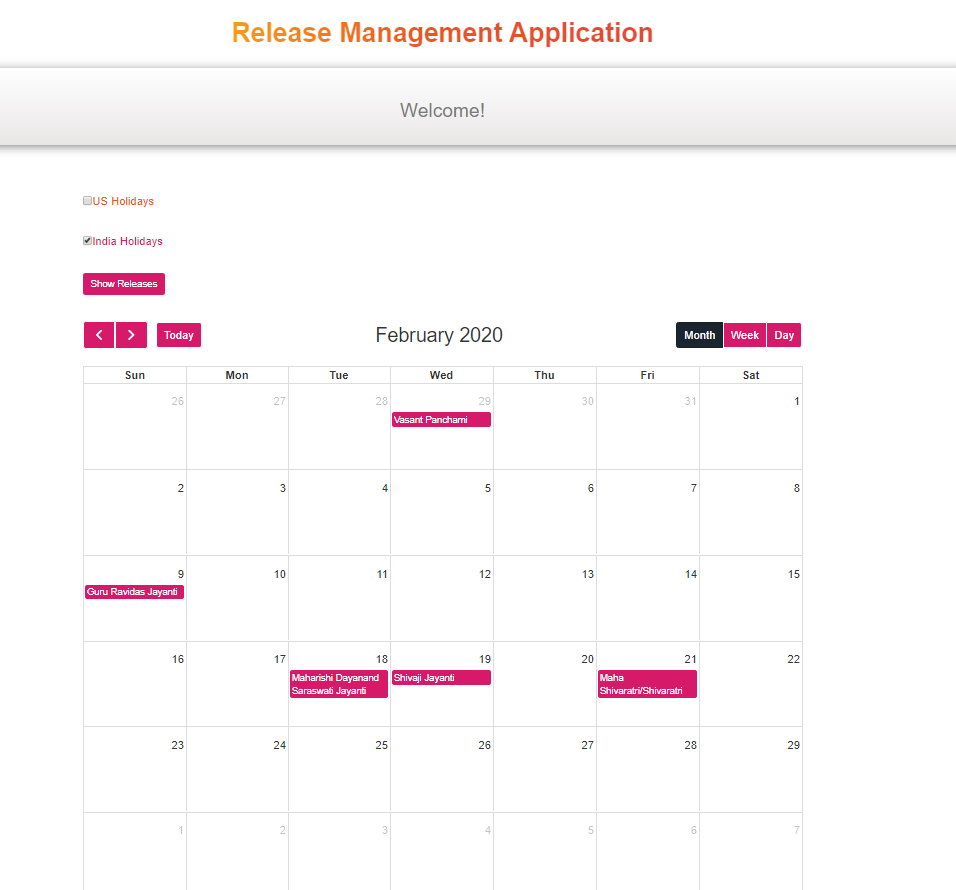 Release Management Application
Welcome!
US Holidays
India Holidays
Show Releases
Today February 2020 Month Week Day
Sun Mon Tue Wed Thu Fri Sat
26 27 28 29 30 31 1
Vasant Panchami
2 3 4 5 6 7 8
9 10 11 12 13 14 15
Guru Ravidas Jayanti
16 17 18 19 20 21 22
Maharishi Dayanand Shivaji Jayanti Maha
Saraswati Jayanti Shivaratri/Shivaratri
23 24 25 26 27 28 29
1 2 3 4 5 6 7